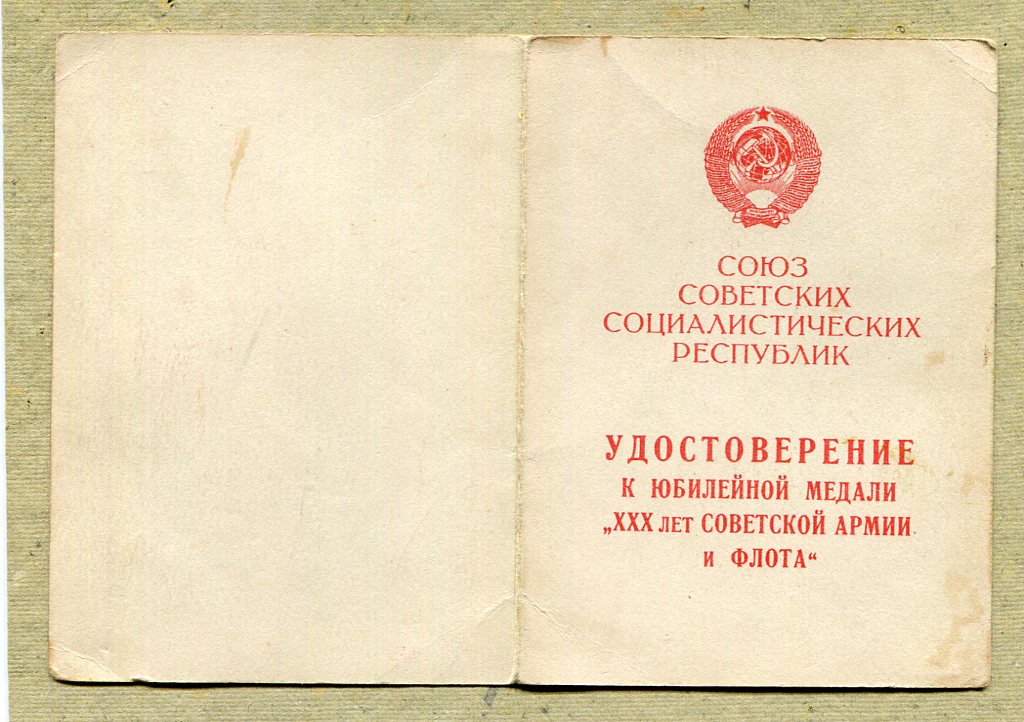 СОЮЗ
СОВЕТСКИХ
СОЦИАЛИСТИЧЕСКИХ
РЕСПУБЛИК
УДОСТОВЕРЕНИЕ
К ЮБИЛЕЙНОЙ МЕДАЛИ
„XXX ЛЕТ СОВЕТСКОЙ АРМИИ
И ФЛОТА“